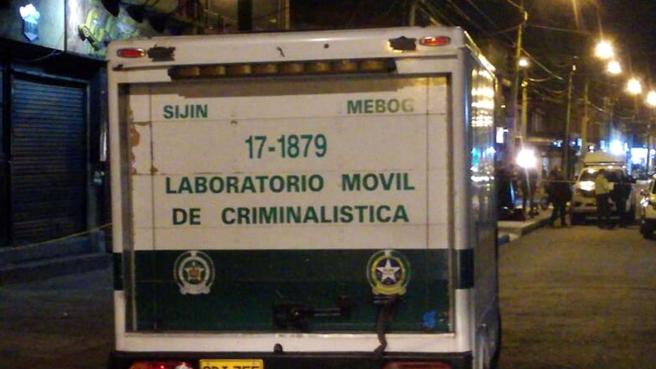 SIJIN MEBOG
17-1879
LABORATORIO MOVIL
DE CRIMINALISTICA